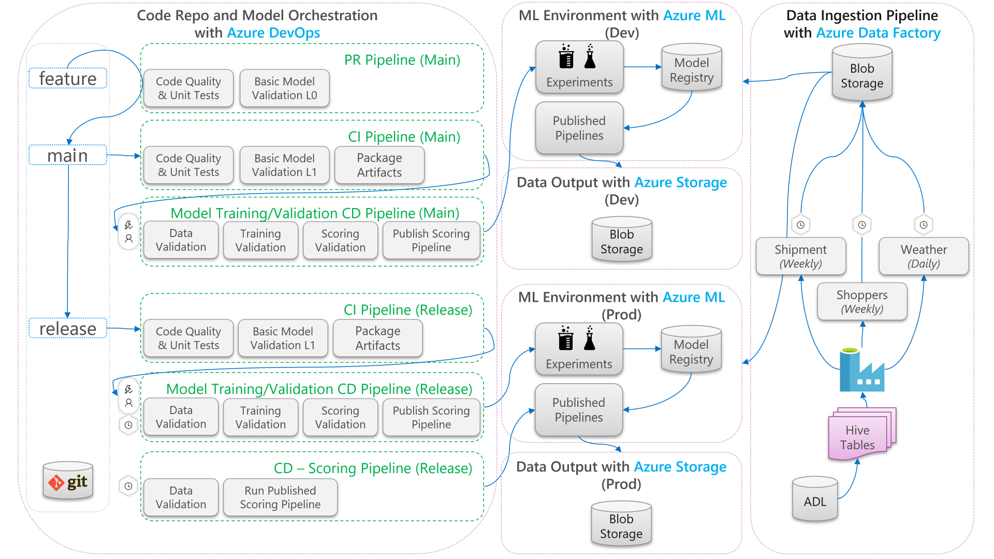 Code Repo and Model Orchestration
with Azure DevOps
feature
main
release
git
PR Pipeline (Main)
Code Quality
& Unit Tests
Basic Model
Validation L0
CI Pipeline (Main)
Code Quality
& Unit Tests
Basic Model
Validation L1
Package
Artifacts
Model Training/Validation CD Pipeline (Main)
Data
Validation
Training
Validation
Scoring
Validation
Publish Scoring
Pipeline
CI Pipeline (Release)
Code Quality
& Unit Tests
Basic Model
Validation L1
Package
Artifacts
Model Training/Validation CD Pipeline (Release)
Data
Validation
Training
Validation
Scoring
Validation
Publish Scoring
Pipeline
CD – Scoring Pipeline (Release)
Data
Validation
Run Published
Scoring Pipeline
ML Environment with Azure ML
(Dev)
Experiments
Model
Registry
Published
Pipelines
Data Output with Azure Storage
(Dev)
Blob
Storage
ML Environment with Azure ML
(Prod)
Experiments
Model
Registry
Published
Pipelines
Data Output with Azure Storage
(Prod)
Blob
Storage
Data Ingestion Pipeline
with Azure Data Factory
Blob
Storage
Shipment
(Weekly)
Weather
(Daily)
Shoppers
(Weekly)
Hive
Tables
ADL